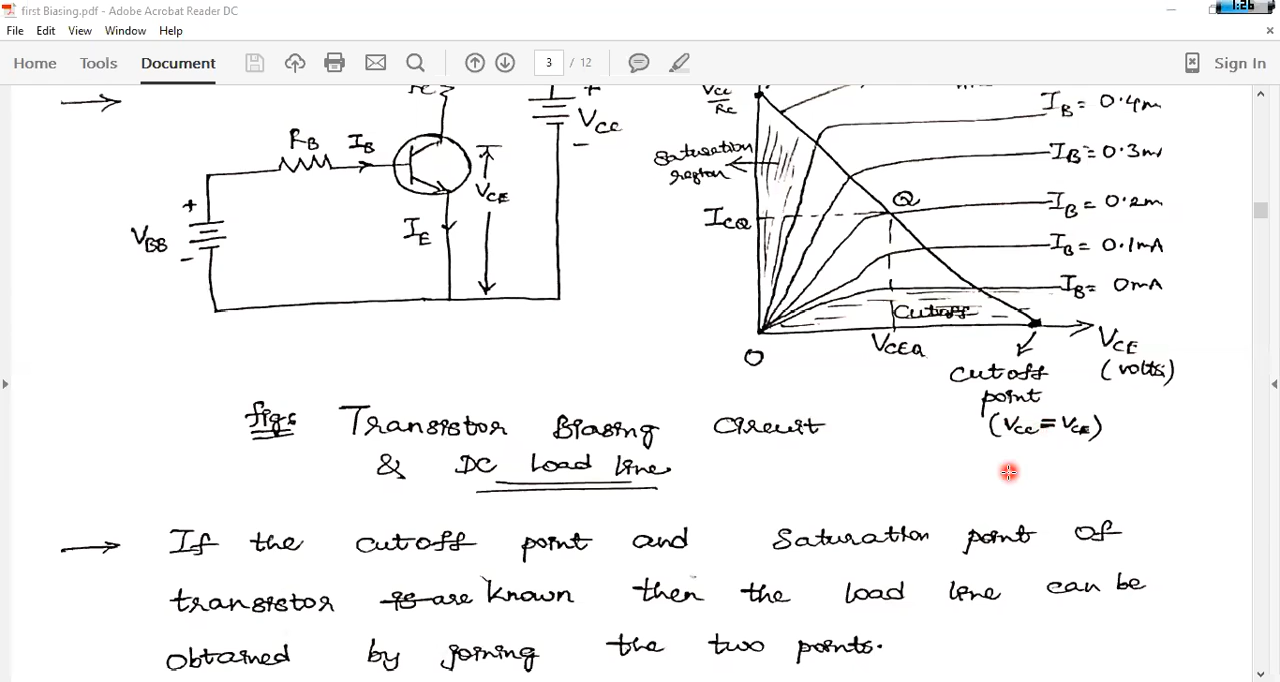 first Biasing.pdf - Adobe Acrobat Reader DC
1:26
File Edit View Window Help
Home Tools Document 3 / 12 Sign In
RB IB
VCE
IE
VBB
+
-
+
VCC
-
VCC
RC
Saturation
region
ICQ
Q
IB = 0.4m
IB = 0.3m
IB = 0.2m
IB = 0.1mA
IB = 0mA
Cutoff
O
VCEQ
VCE
(volts)
Cutoff
point
(VCC = VCE)
fig: Transistor Biasing Circuit
& DC Load line
→ If the cutoff point and saturation point of
transistor is are known then the load line can be
obtained by joining the two points.